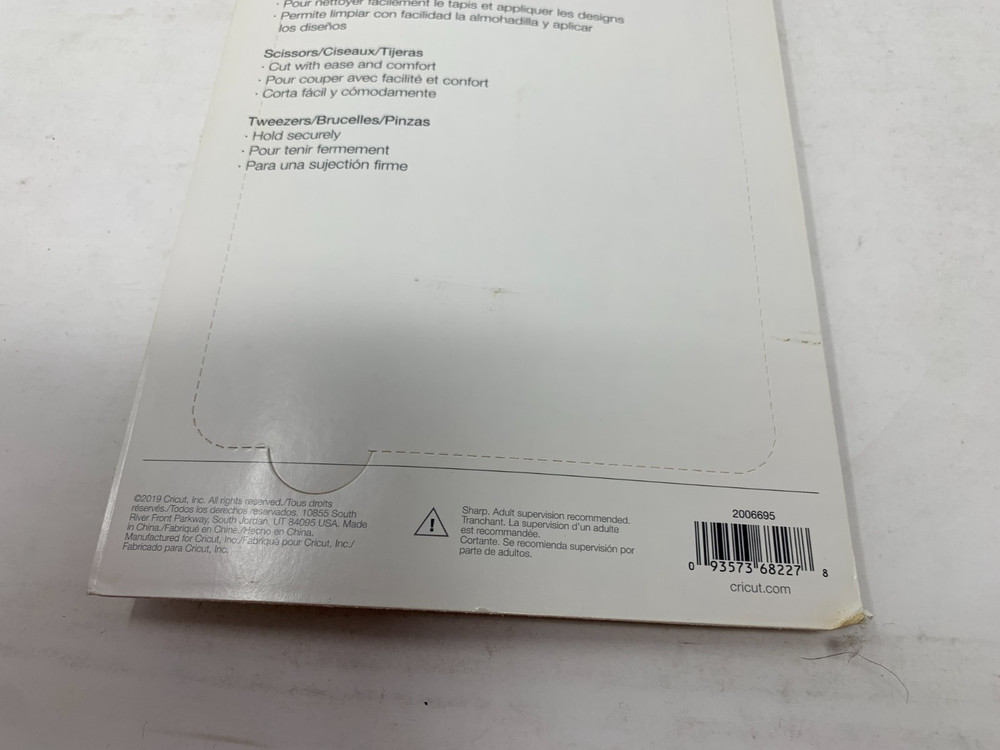 · Pour nettoyer facilement le tapis et appliquer les designs
· Permite limpiar con facilidad la almohadilla y aplicar
los diseños
Scissors/Ciseaux/Tijeras
· Cut with ease and comfort
· Pour couper avec facilité et confort
· Corta fácil y cómodamente
Tweezers/Brucelles/Pinzas
· Hold securely
· Pour tenir fermement
· Para una sujectión firme
©2019 Cricut, Inc. All rights reserved./Tous droits
réservés./Todos los derechos reservados. 10855 South
River Front Parkway, South Jordan, UT 84095 USA. Made
in China./Fabriqué en Chine./Hecho en China.
Manufactured for Cricut, Inc./Fabriqué pour Cricut, Inc./
Fabricado para Cricut, Inc.
Sharp. Adult supervision recommended.
Tranchant. La supervision d'un adulte
est recommandée.
Cortante. Se recomienda supervisión por
parte de adultos.
2006695
0 93573 68227 8
cricut.com